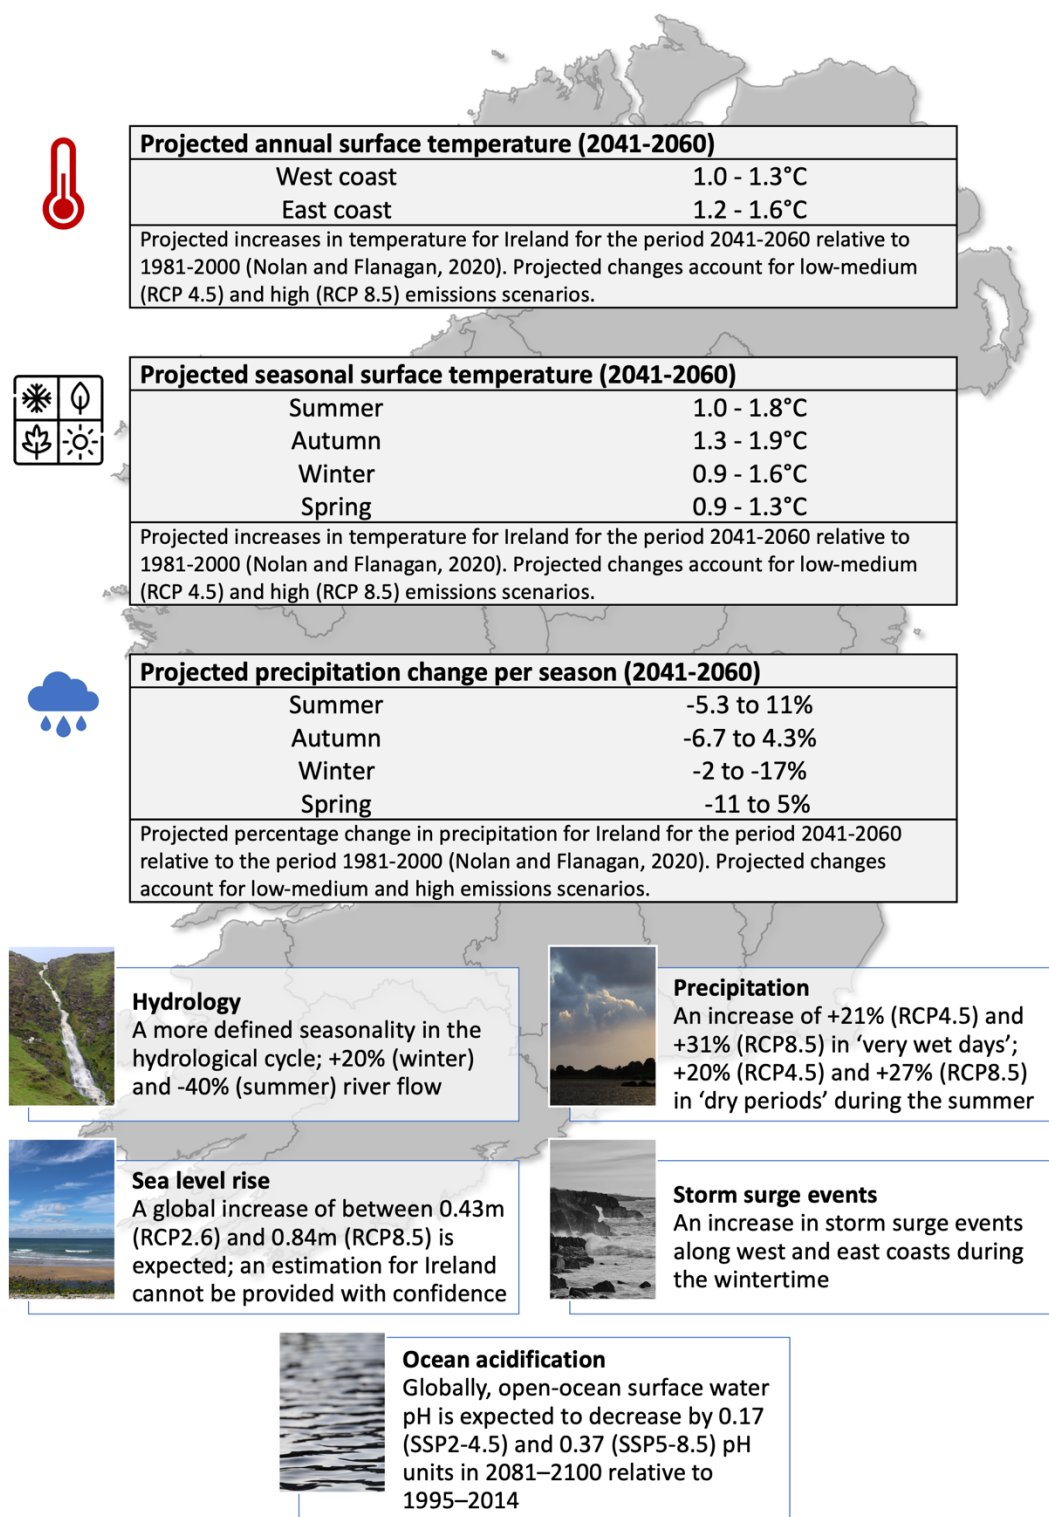 Projected annual surface temperature (2041-2060)
West coast 1.0 - 1.3°C
East coast 1.2 - 1.6°C
Projected increases in temperature for Ireland for the period 2041-2060 relative to
1981-2000 (Nolan and Flanagan, 2020). Projected changes account for low-medium
(RCP 4.5) and high (RCP 8.5) emissions scenarios.
Projected seasonal surface temperature (2041-2060)
Summer 1.0 - 1.8°C
Autumn 1.3 - 1.9°C
Winter 0.9 - 1.6°C
Spring 0.9 - 1.3°C
Projected increases in temperature for Ireland for the period 2041-2060 relative to
1981-2000 (Nolan and Flanagan, 2020). Projected changes account for low-medium
(RCP 4.5) and high (RCP 8.5) emissions scenarios.
Projected precipitation change per season (2041-2060)
Summer -5.3 to 11%
Autumn -6.7 to 4.3%
Winter -2 to -17%
Spring -11 to 5%
Projected percentage change in precipitation for Ireland for the period 2041-2060
relative to the period 1981-2000 (Nolan and Flanagan, 2020). Projected changes
account for low-medium and high emissions scenarios.
Hydrology
A more defined seasonality in the
hydrological cycle; +20% (winter)
and -40% (summer) river flow
Precipitation
An increase of +21% (RCP4.5) and
+31% (RCP8.5) in ‘very wet days’;
+20% (RCP4.5) and +27% (RCP8.5)
in ‘dry periods’ during the summer
Sea level rise
A global increase of between 0.43m
(RCP2.6) and 0.84m (RCP8.5) is
expected; an estimation for Ireland
cannot be provided with confidence
Storm surge events
An increase in storm surge events
along west and east coasts during
the wintertime
Ocean acidification
Globally, open-ocean surface water
pH is expected to decrease by 0.17
(SSP2-4.5) and 0.37 (SSP5-8.5) pH
units in 2081–2100 relative to
1995–2014